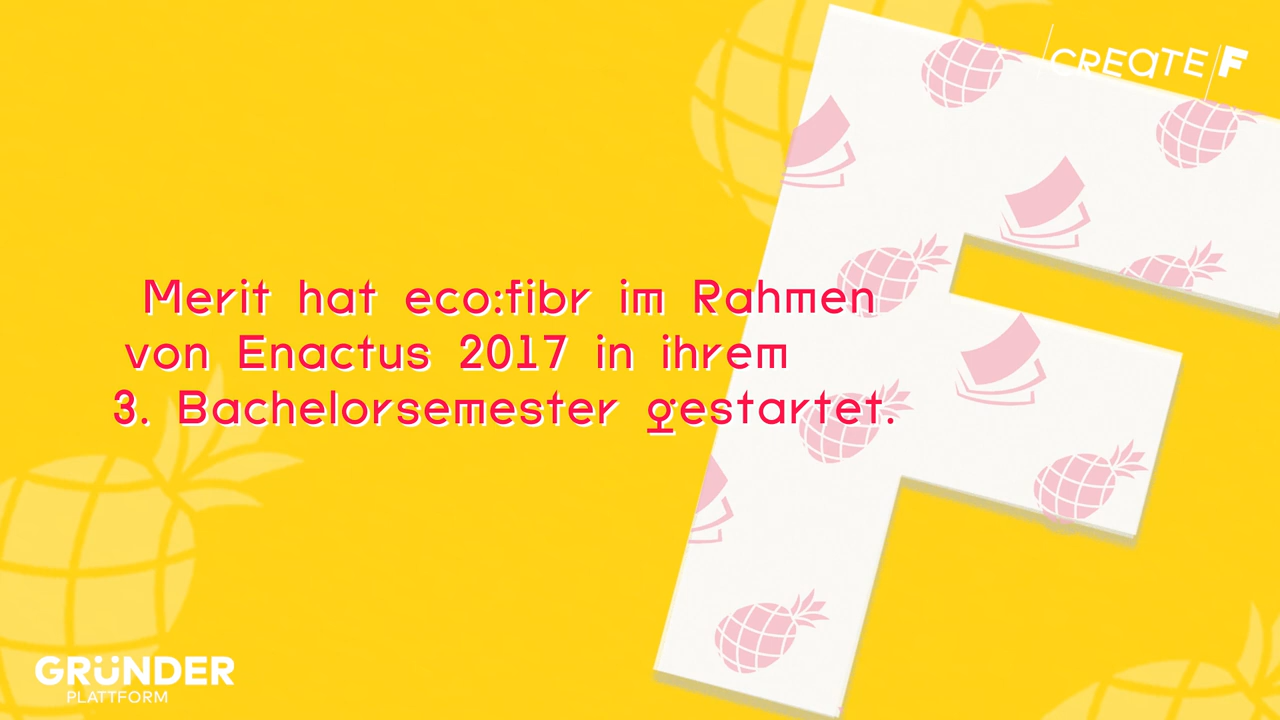 CREATE F
Merit hat eco:fibr im Rahmen
von Enactus 2017 in ihrem
3. Bachelorsemester gestartet.
GRÜNDER
PLATTFORM